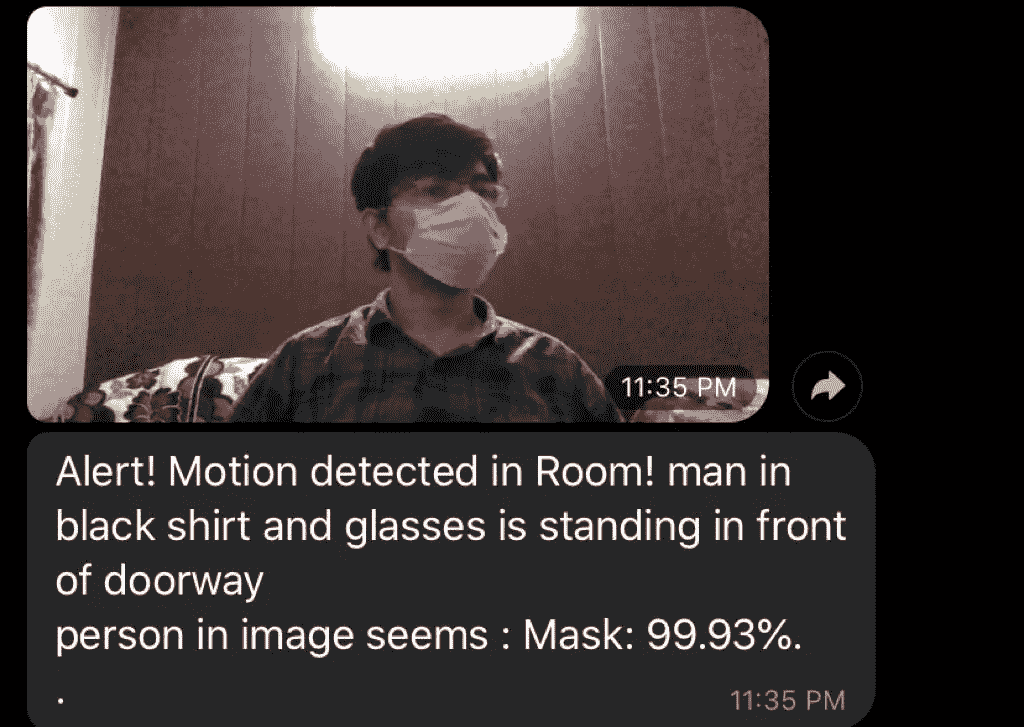 11:35 PM
Alert! Motion detected in Room! man in
black shirt and glasses is standing in front
of doorway
person in image seems : Mask: 99.93%.
.
11:35 PM